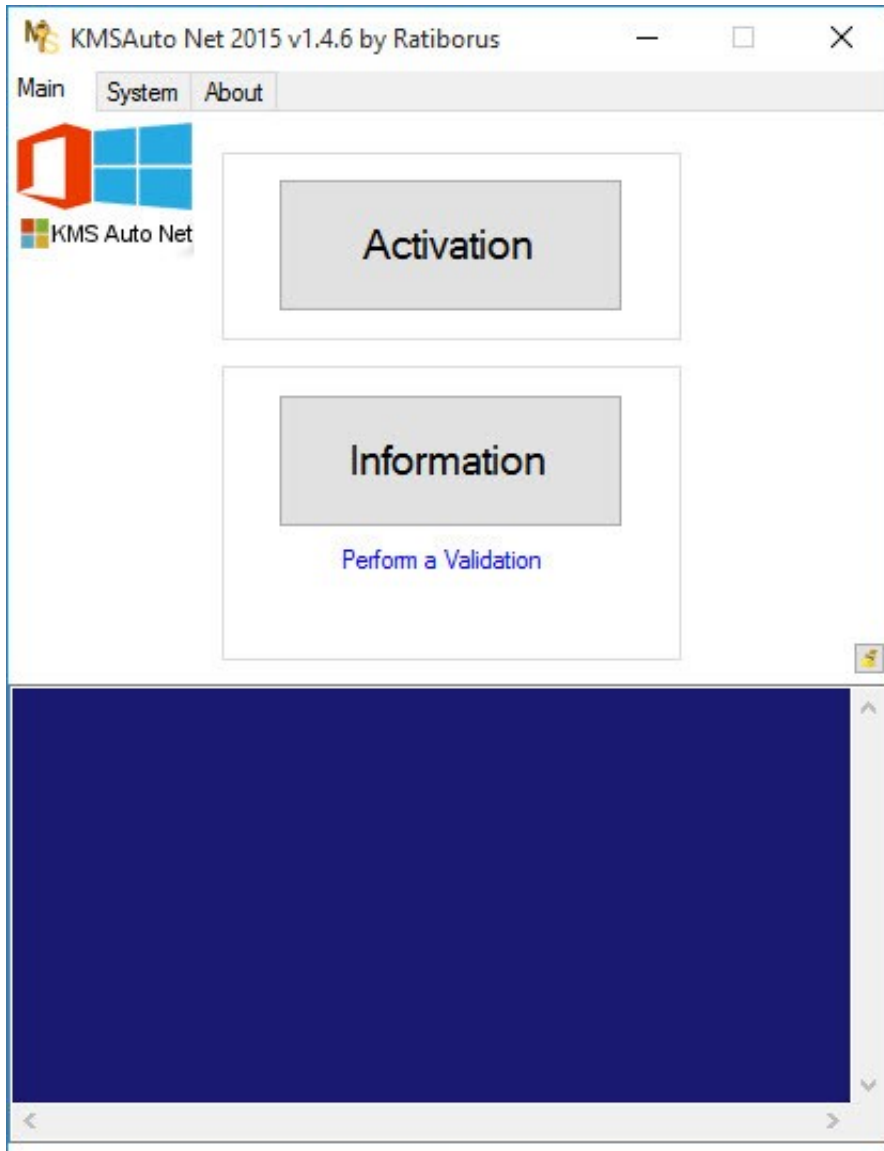 KMSAuto Net 2015 v1.4.6 by Ratiborus
Main System About
KMS Auto Net
Activation
Information
Perform a Validation